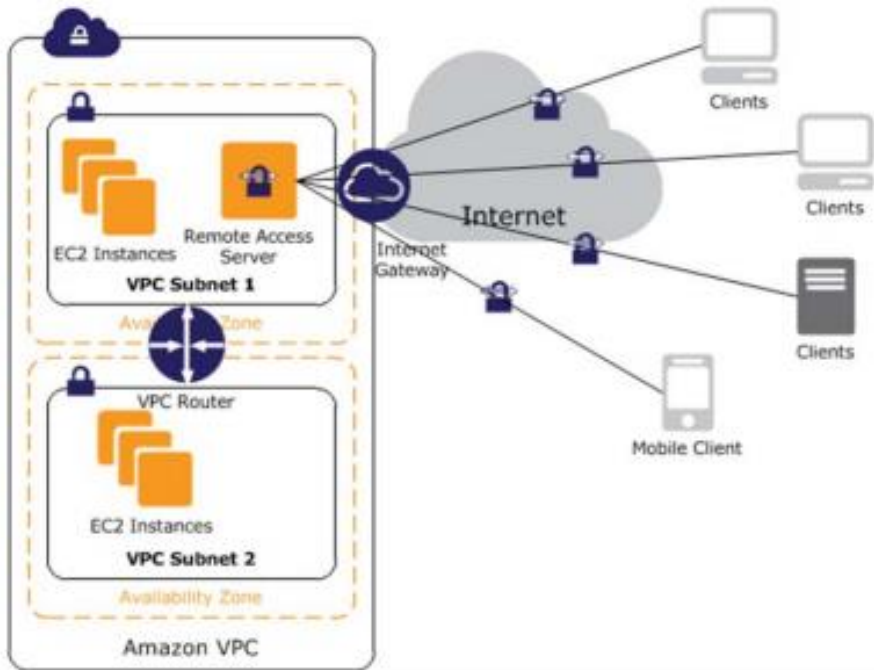 Clients
Clients
Internet
EC2 Instances
Remote Access
Server
Internet
Gateway
VPC Subnet 1
Zone
Clients
VPC Router
Mobile Client
EC2 Instances
VPC Subnet 2
Availability Zone
Amazon VPC